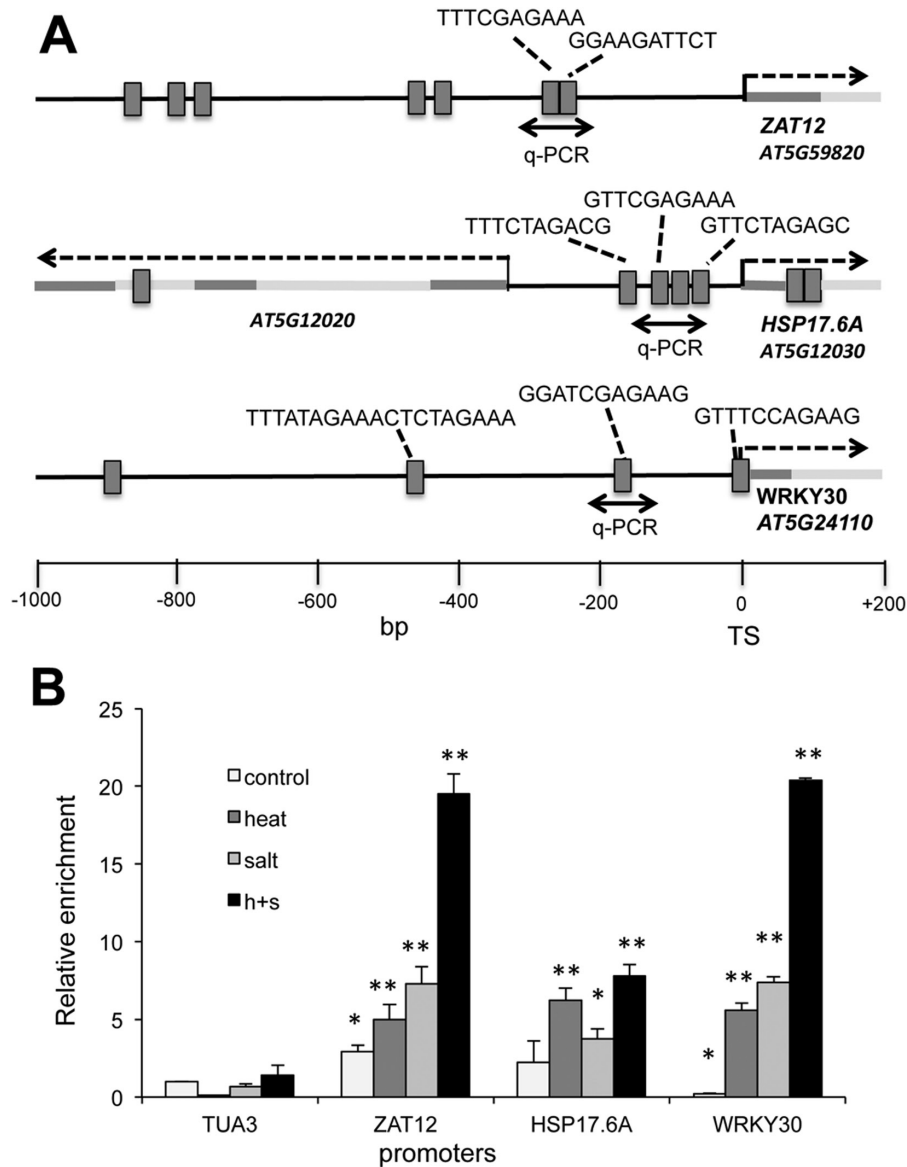 A
TTTCGAGAAA
GGAAGATTCT
q-PCR
ZAT12
AT5G59820
GTTCGAGAAA
TTTCTAGACG
GTTCTAGAGC
AT5G12020
q-PCR
HSP17.6A
AT5G12030
GGATCGAGAAG
TTTATAGAAACTCTAGAAA
GTTTCCAGAAG
q-PCR
WRKY30
AT5G24110
-1000 -800 -600 -400 -200 0 +200
bp TS
B
Relative enrichment
25
20
15
10
5
0
control
heat
salt
h+s
* ** ** **
** * **
* ** ** **
TUA3 ZAT12 HSP17.6A WRKY30
promoters